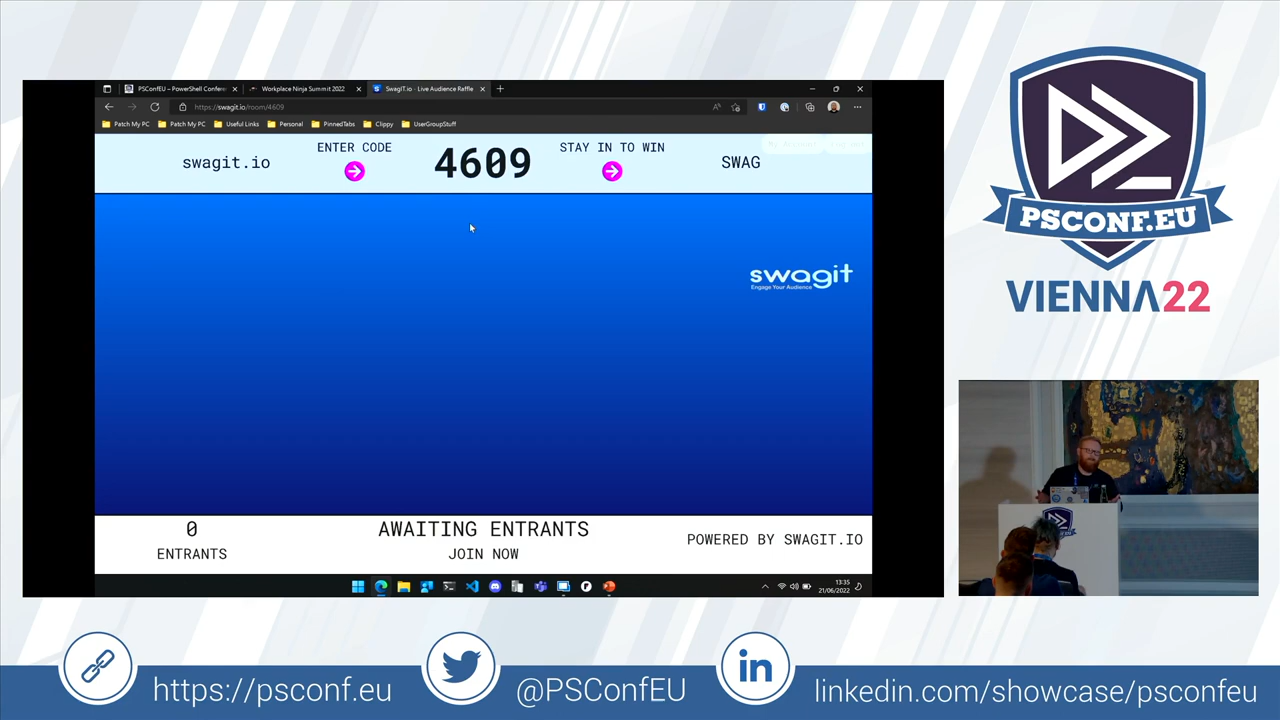 PSConfEU – PowerShell Confere
Workplace Ninja Summit 2022
SwagIT.io - Live Audience Raffle
https://swagit.io/room/4609
Patch My PC
Patch My PC
Useful Links
Personal
PinnedTabs
Clippy
UserGroupStuff
swagit.io
ENTER CODE
4609
STAY IN TO WIN
SWAG
swagit
Engage Your Audience
0
ENTRANTS
AWAITING ENTRANTS
JOIN NOW
POWERED BY SWAGIT.IO
13:35
21/06/2022
PSCONF.EU
VIENNA22
https://psconf.eu
@PSConfEU
in
linkedin.com/showcase/psconfeu